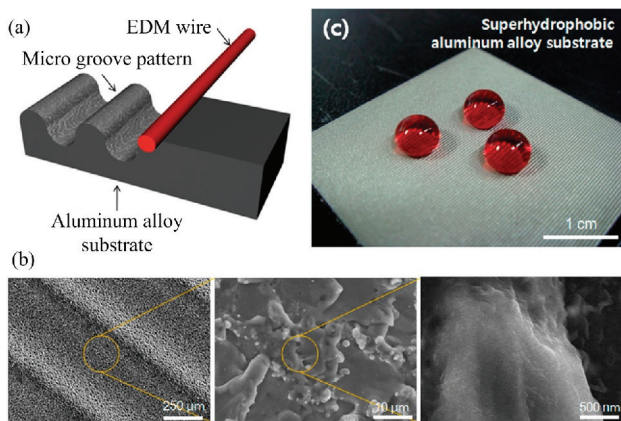 (a)
EDM wire
Micro groove pattern
Aluminum alloy
substrate
(c)
Superhydrophobic
aluminum alloy substrate
1 cm
(b)
250 μm
10 μm
500 nm